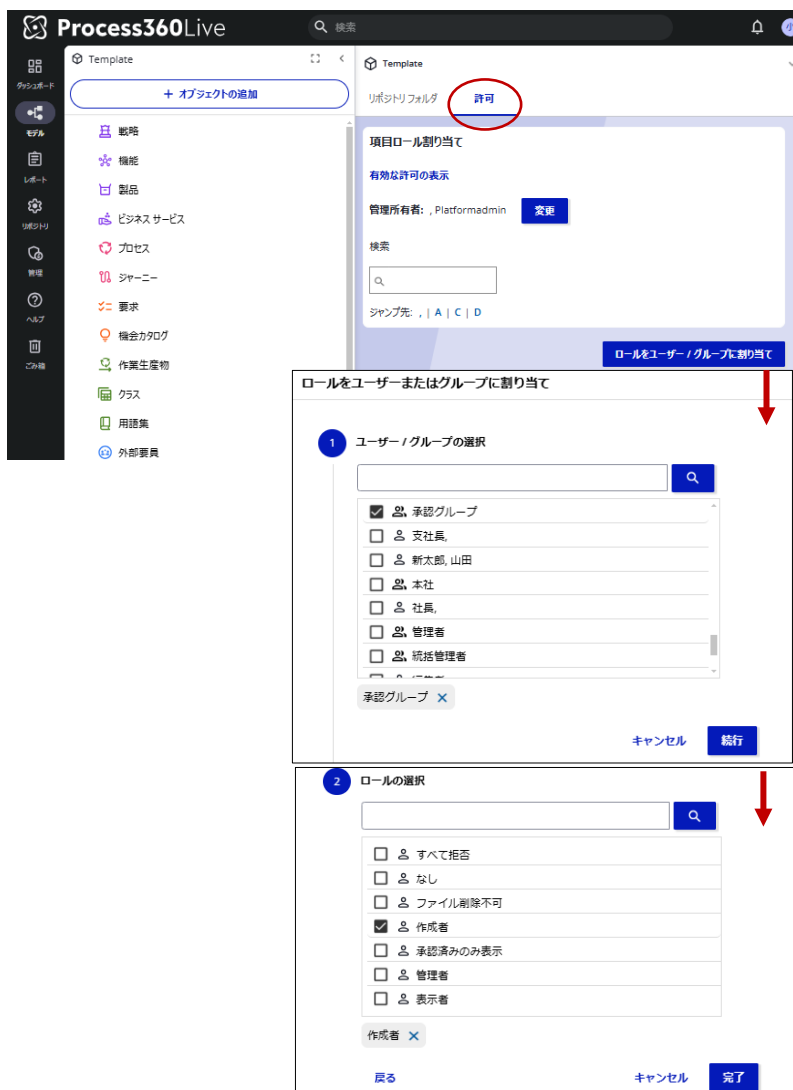 Process360Live
検索
小
ダッシュボード
モデル
レポート
リポジトリ
管理
ヘルプ
ごみ箱
Template
+ オブジェクトの追加
戦略
機能
製品
ビジネス サービス
プロセス
ジャーニー
要求
機会カタログ
作業生産物
クラス
用語集
外部要員
Template
リポジトリ フォルダ 許可
項目ロール割り当て
有効な許可の表示
管理所有者: , Platformadmin 変更
検索
ジャンプ先: , | A | C | D
ロールをユーザー / グループに割り当て
ロールをユーザーまたはグループに割り当て
1 ユーザー / グループの選択
承認グループ
支社長,
新太郎, 山田
本社
社長,
管理者
統括管理者
承認グループ ×
キャンセル 続行
2 ロールの選択
すべて拒否
なし
ファイル削除不可
作成者
承認済みのみ表示
管理者
表示者
作成者 ×
戻る キャンセル 完了